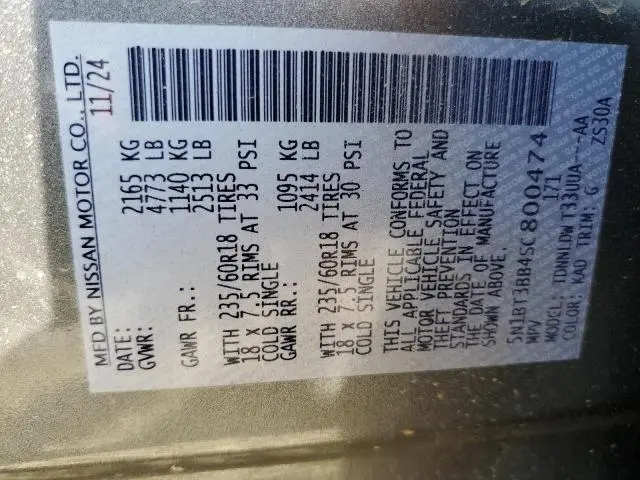 MFD BY NISSAN MOTOR CO., LTD.
DATE: 11/24
GVWR: 2165 KG
4773 LB
GAWR FR.: 1140 KG
2513 LB
WITH 235/60R18 TIRES
18 X 7.5 RIMS AT 33 PSI
COLD SINGLE
GAWR RR.: 1095 KG
2414 LB
WITH 235/60R18 TIRES
18 X 7.5 RIMS AT 30 PSI
COLD SINGLE
THIS VEHICLE CONFORMS TO
ALL APPLICABLE FEDERAL
MOTOR VEHICLE SAFETY AND
THEFT PREVENTION
STANDARDS IN EFFECT ON
THE DATE OF MANUFACTURE
SHOWN ABOVE.
5N1BT3BB4SC800474
MPV 171
MODEL: TDNNLDW T33UUA---AA
COLOR: KAD TRIM: G ZS30A